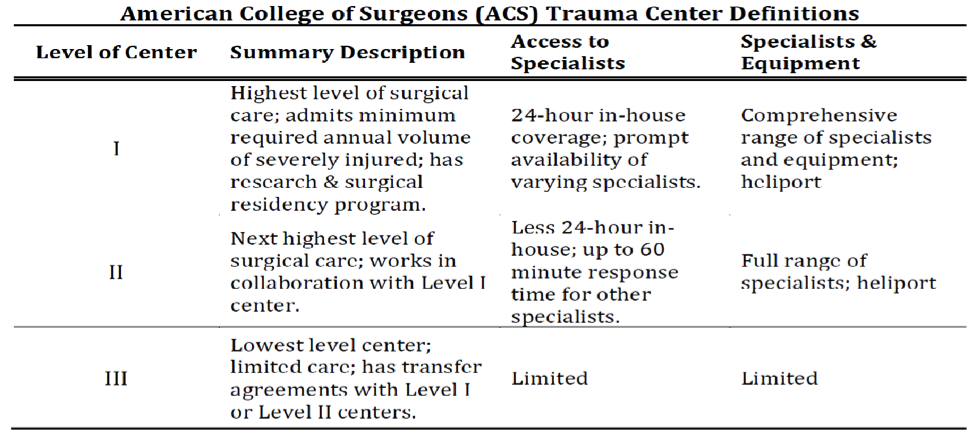 American College of Surgeons (ACS) Trauma Center Definitions
Level of Center
Summary Description
Access to
Specialists
Specialists &
Equipment
I
Highest level of surgical
care; admits minimum
required annual volume
of severely injured; has
research & surgical
residency program.
24-hour in-house
coverage; prompt
availability of
varying specialists.
Comprehensive
range of specialists
and equipment;
heliport
II
Next highest level of
surgical care; works in
collaboration with Level I
center.
Less 24-hour in-
house; up to 60
minute response
time for other
specialists.
Full range of
specialists; heliport
III
Lowest level center;
limited care; has transfer
agreements with Level I
or Level II centers.
Limited
Limited